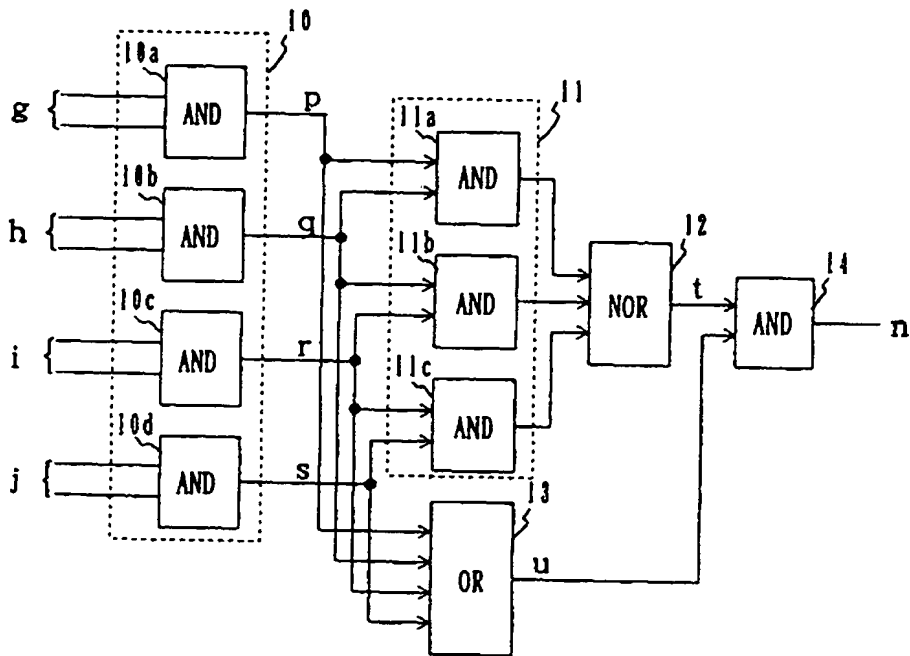 10
10a
g {
AND
p
11
11a
AND
10b
h {
AND
q
11b
AND
12
NOR
t
14
AND
n
10c
i {
AND
r
11c
AND
10d
j {
AND
s
13
OR
u